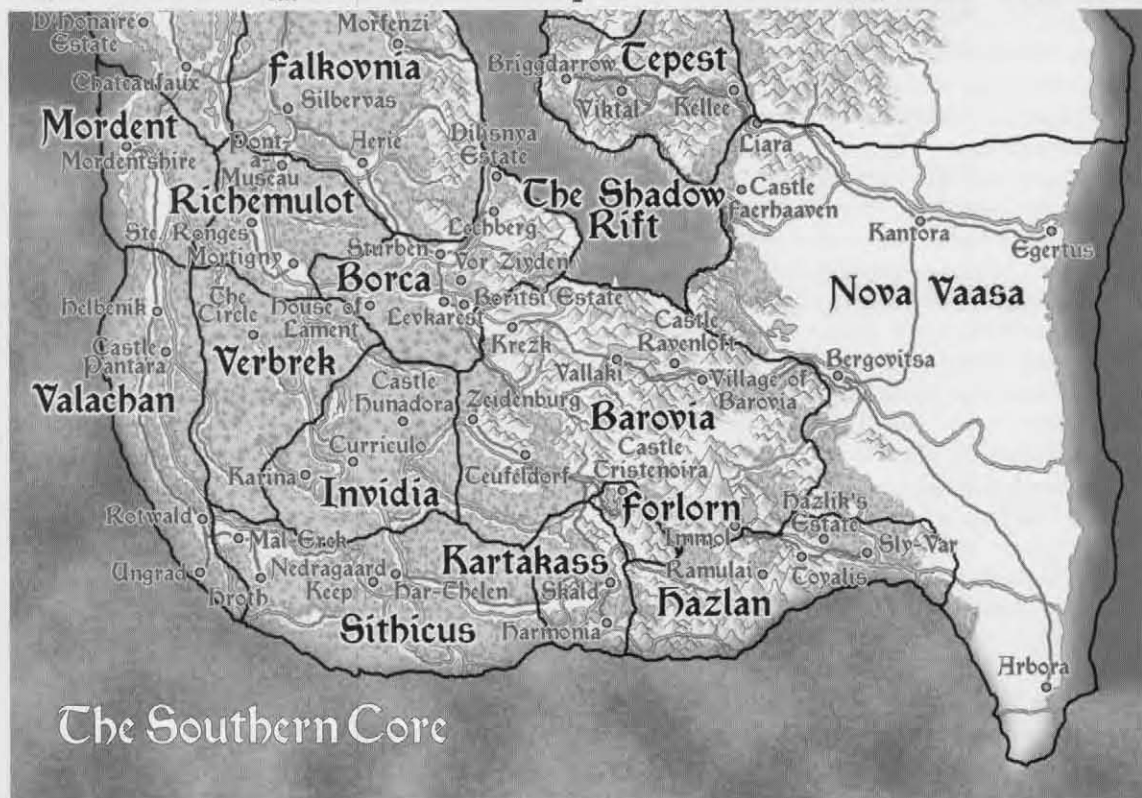 D'Honaire
Estate
Morfenzi
Chateaufaux
Falkovnia
Silbervas
Briggdarrow
Tepest
Viktal
Kellee
Mordent
Mordentshire
Pont-
a-
Museau
Aerie
Dilisnya
Estate
Liara
Richemulot
The Shadow
Rift
Castle
Faerhaaven
Ste. Ronges
Mortigny
Lechberg
Sturben
Vor Ziyden
Kantora
Egertus
Borca
Boritsi Estate
Levkarest
House of
Lament
Nova Vaasa
Helbenik
The
Circle
Krezk
Castle
Ravenloft
Castle
Pantara
Verbrek
Vallaki
Village of
Barovia
Bergovitsa
Valachan
Castle
Hunadora
Zeidenburg
Barovia
Curriculo
Teufeldorf
Castle
Tristenoira
Karina
Invidia
Forlorn
Immol
Hazlik's
Estate
Rotwald
Mal-Erek
Kartakass
Sly-Var
Ungrad
Hroth
Nedragaard
Keep
Har-Thelen
Skald
Ramulai
Toyalis
Hazlan
Sithicus
Harmonia
Arbora
The Southern Core